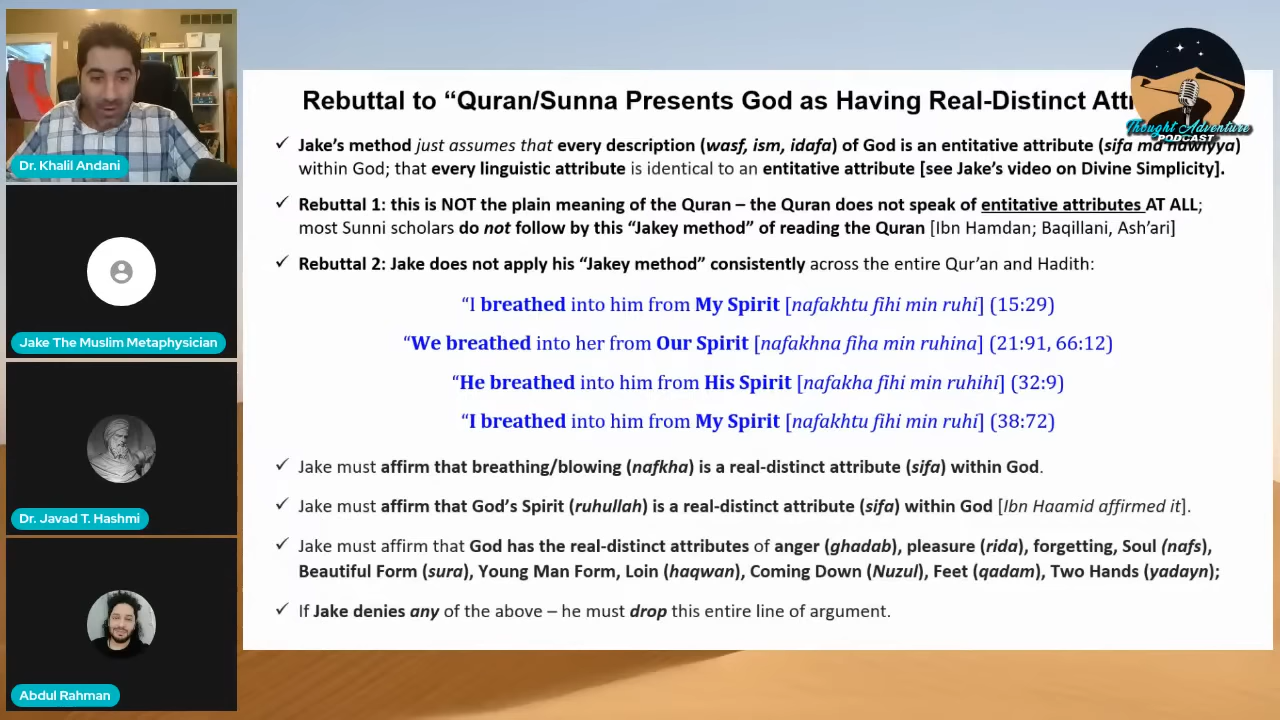 Rebuttal to “Quran/Sunna Presents God as Having Real-Distinct
Thought Adventure
PODCAST
✓ Jake's method just assumes that every description (wasf, ism, idafa) of God is an entitative attribute (sifa ma nawiyya)
within God; that every linguistic attribute is identical to an entitative attribute [see Jake's video on Divine Simplicity].
✓ Rebuttal 1: this is NOT the plain meaning of the Quran – the Quran does not speak of entitative attributes AT ALL;
most Sunni scholars do not follow by this “Jakey method” of reading the Quran [Ibn Hamdan; Baqillani, Ash'ari]
✓ Rebuttal 2: Jake does not apply his “Jakey method” consistently across the entire Qur'an and Hadith:
“I breathed into him from My Spirit [nafakhtu fihi min ruhi] (15:29)
“We breathed into her from Our Spirit [nafakhna fiha min ruhina] (21:91, 66:12)
“He breathed into him from His Spirit [nafakha fihi min ruhihi] (32:9)
“I breathed into him from My Spirit [nafakhtu fihi min ruhi] (38:72)
✓ Jake must affirm that breathing/blowing (nafkha) is a real-distinct attribute (sifa) within God.
✓ Jake must affirm that God's Spirit (ruhullah) is a real-distinct attribute (sifa) within God [Ibn Haamid affirmed it].
✓ Jake must affirm that God has the real-distinct attributes of anger (ghadab), pleasure (rida), forgetting, Soul (nafs),
Beautiful Form (sura), Young Man Form, Loin (haqwan), Coming Down (Nuzul), Feet (qadam), Two Hands (yadayn);
✓ If Jake denies any of the above – he must drop this entire line of argument.
Dr. Khalil Andani
Jake The Muslim Metaphysician
Dr. Javad T. Hashmi
Abdul Rahman